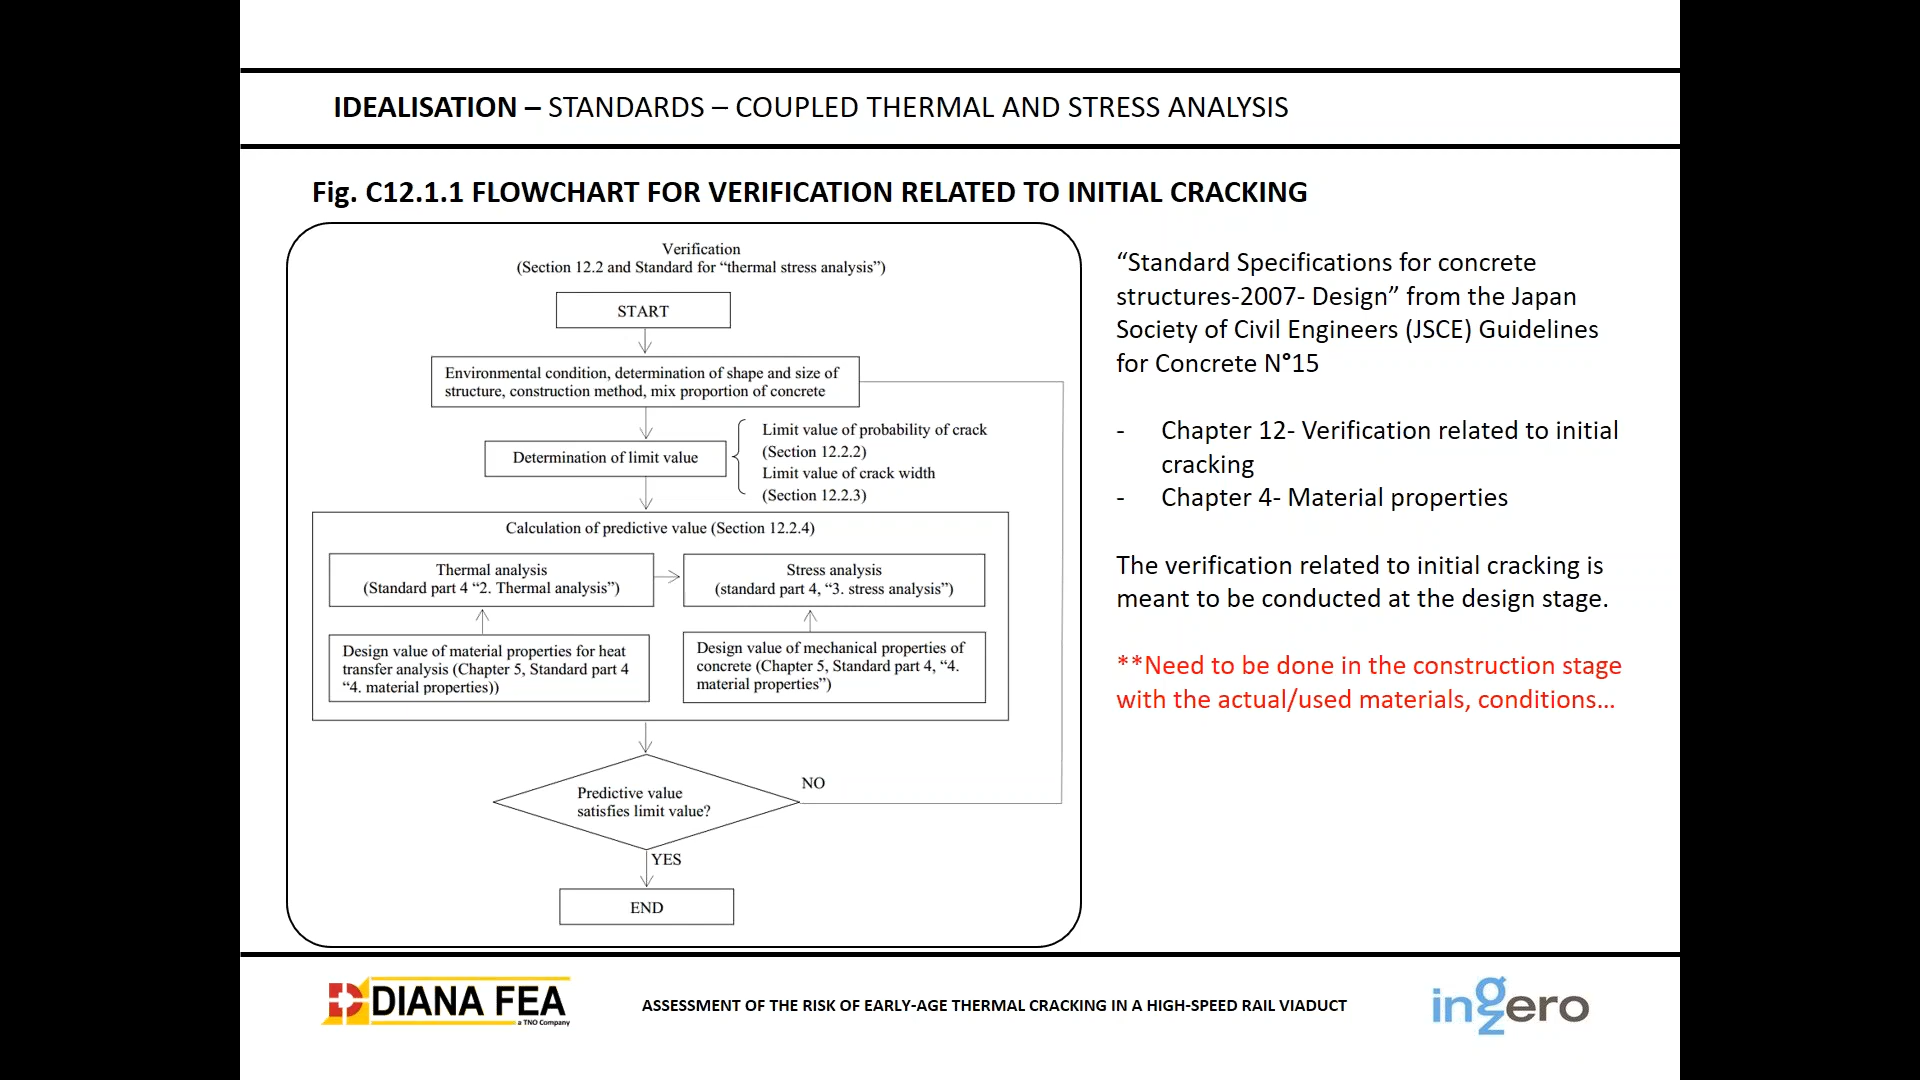 IDEALISATION – STANDARDS – COUPLED THERMAL AND STRESS ANALYSIS
Fig. C12.1.1 FLOWCHART FOR VERIFICATION RELATED TO INITIAL CRACKING
Verification
(Section 12.2 and Standard for “thermal stress analysis”)
START
Environmental condition, determination of shape and size of
structure, construction method, mix proportion of concrete
Determination of limit value
Limit value of probability of crack
(Section 12.2.2)
Limit value of crack width
(Section 12.2.3)
Calculation of predictive value (Section 12.2.4)
Thermal analysis
(Standard part 4 “2. Thermal analysis”)
Stress analysis
(standard part 4, “3. stress analysis”)
Design value of material properties for heat
transfer analysis (Chapter 5, Standard part 4
“4. material properties))
Design value of mechanical properties of
concrete (Chapter 5, Standard part 4, “4.
material properties”)
Predictive value
satisfies limit value?
NO
YES
END
“Standard Specifications for concrete
structures-2007- Design” from the Japan
Society of Civil Engineers (JSCE) Guidelines
for Concrete N°15
- Chapter 12- Verification related to initial
cracking
- Chapter 4- Material properties
The verification related to initial cracking is
meant to be conducted at the design stage.
**Need to be done in the construction stage
with the actual/used materials, conditions...
DIANA FEA
a TNO Company
ASSESSMENT OF THE RISK OF EARLY-AGE THERMAL CRACKING IN A HIGH-SPEED RAIL VIADUCT
ingzero